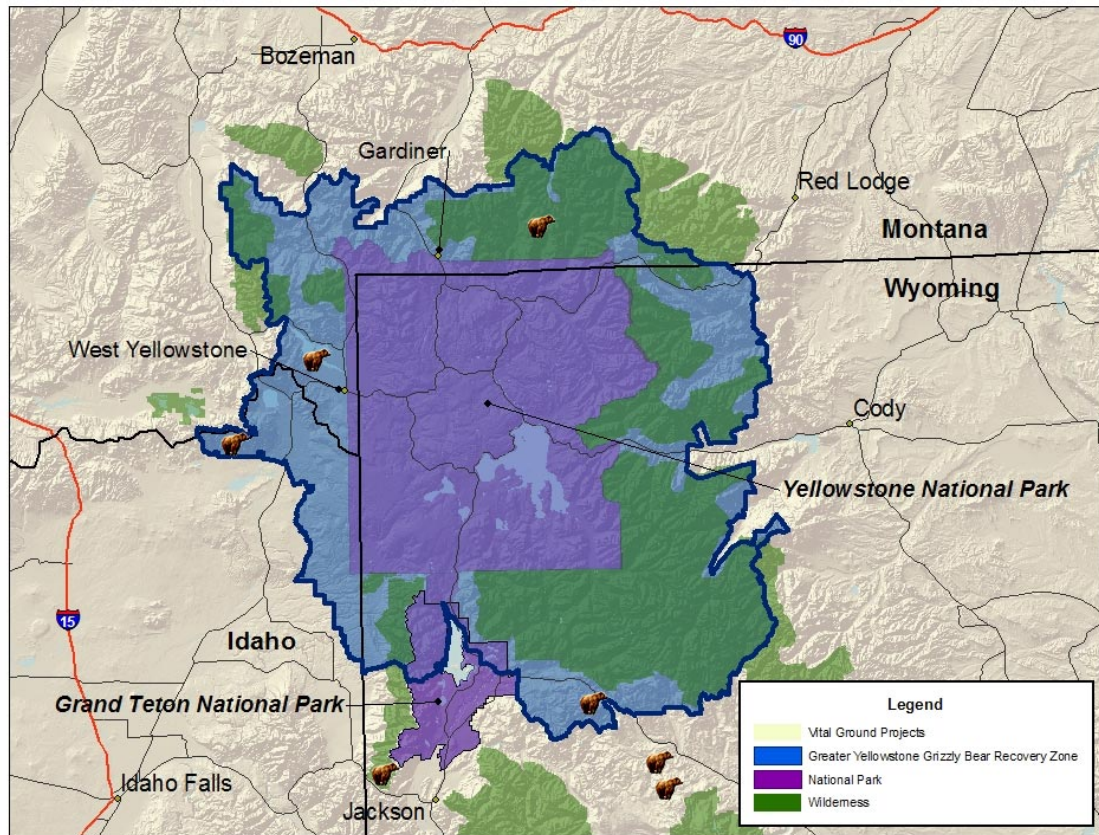 Bozeman
90
Gardiner
Red Lodge
Montana
Wyoming
West Yellowstone
Cody
Yellowstone National Park
15
Idaho
Grand Teton National Park
Idaho Falls
Jackson
Legend
Vital Ground Projects
Greater Yellowstone Grizzly Bear Recovery Zone
National Park
Wilderness